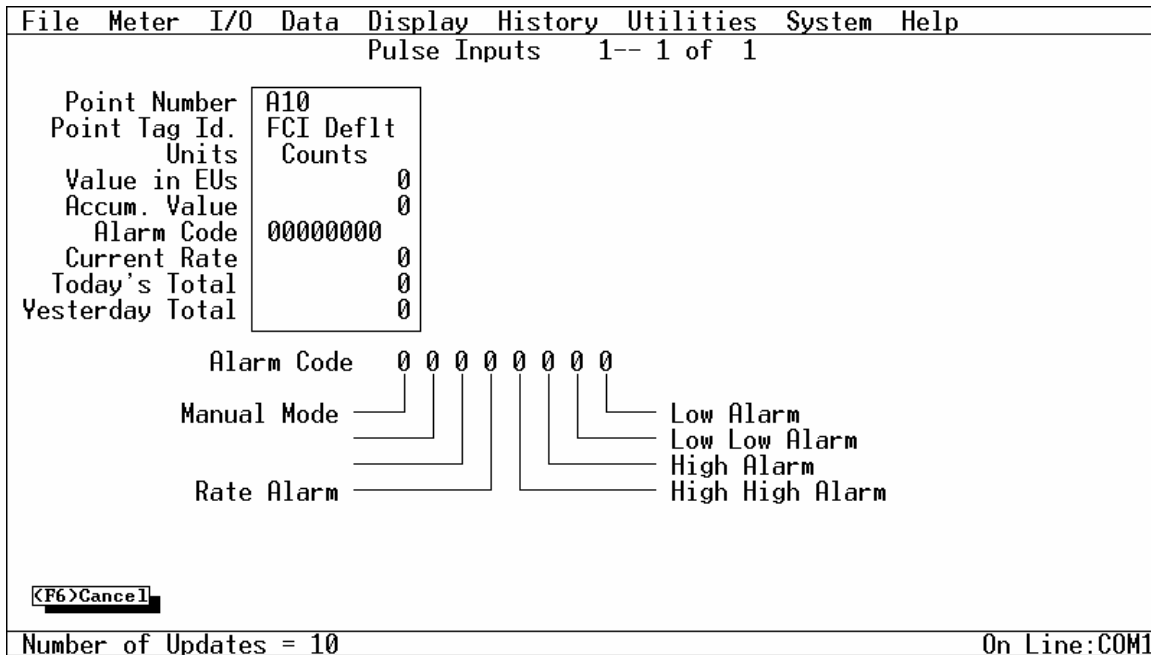 File Meter I/O Data Display History Utilities System Help
Pulse Inputs 1-- 1 of 1
Point Number A10
Point Tag Id. FCI Deflt
Units Counts
Value in EUs 0
Accum. Value 0
Alarm Code 00000000
Current Rate 0
Today's Total 0
Yesterday Total 0
Alarm Code 0 0 0 0 0 0 0 0
Manual Mode Low Alarm
Low Low Alarm
High Alarm
Rate Alarm High High Alarm
(F6)Cancel
Number of Updates = 10 On Line:COM1